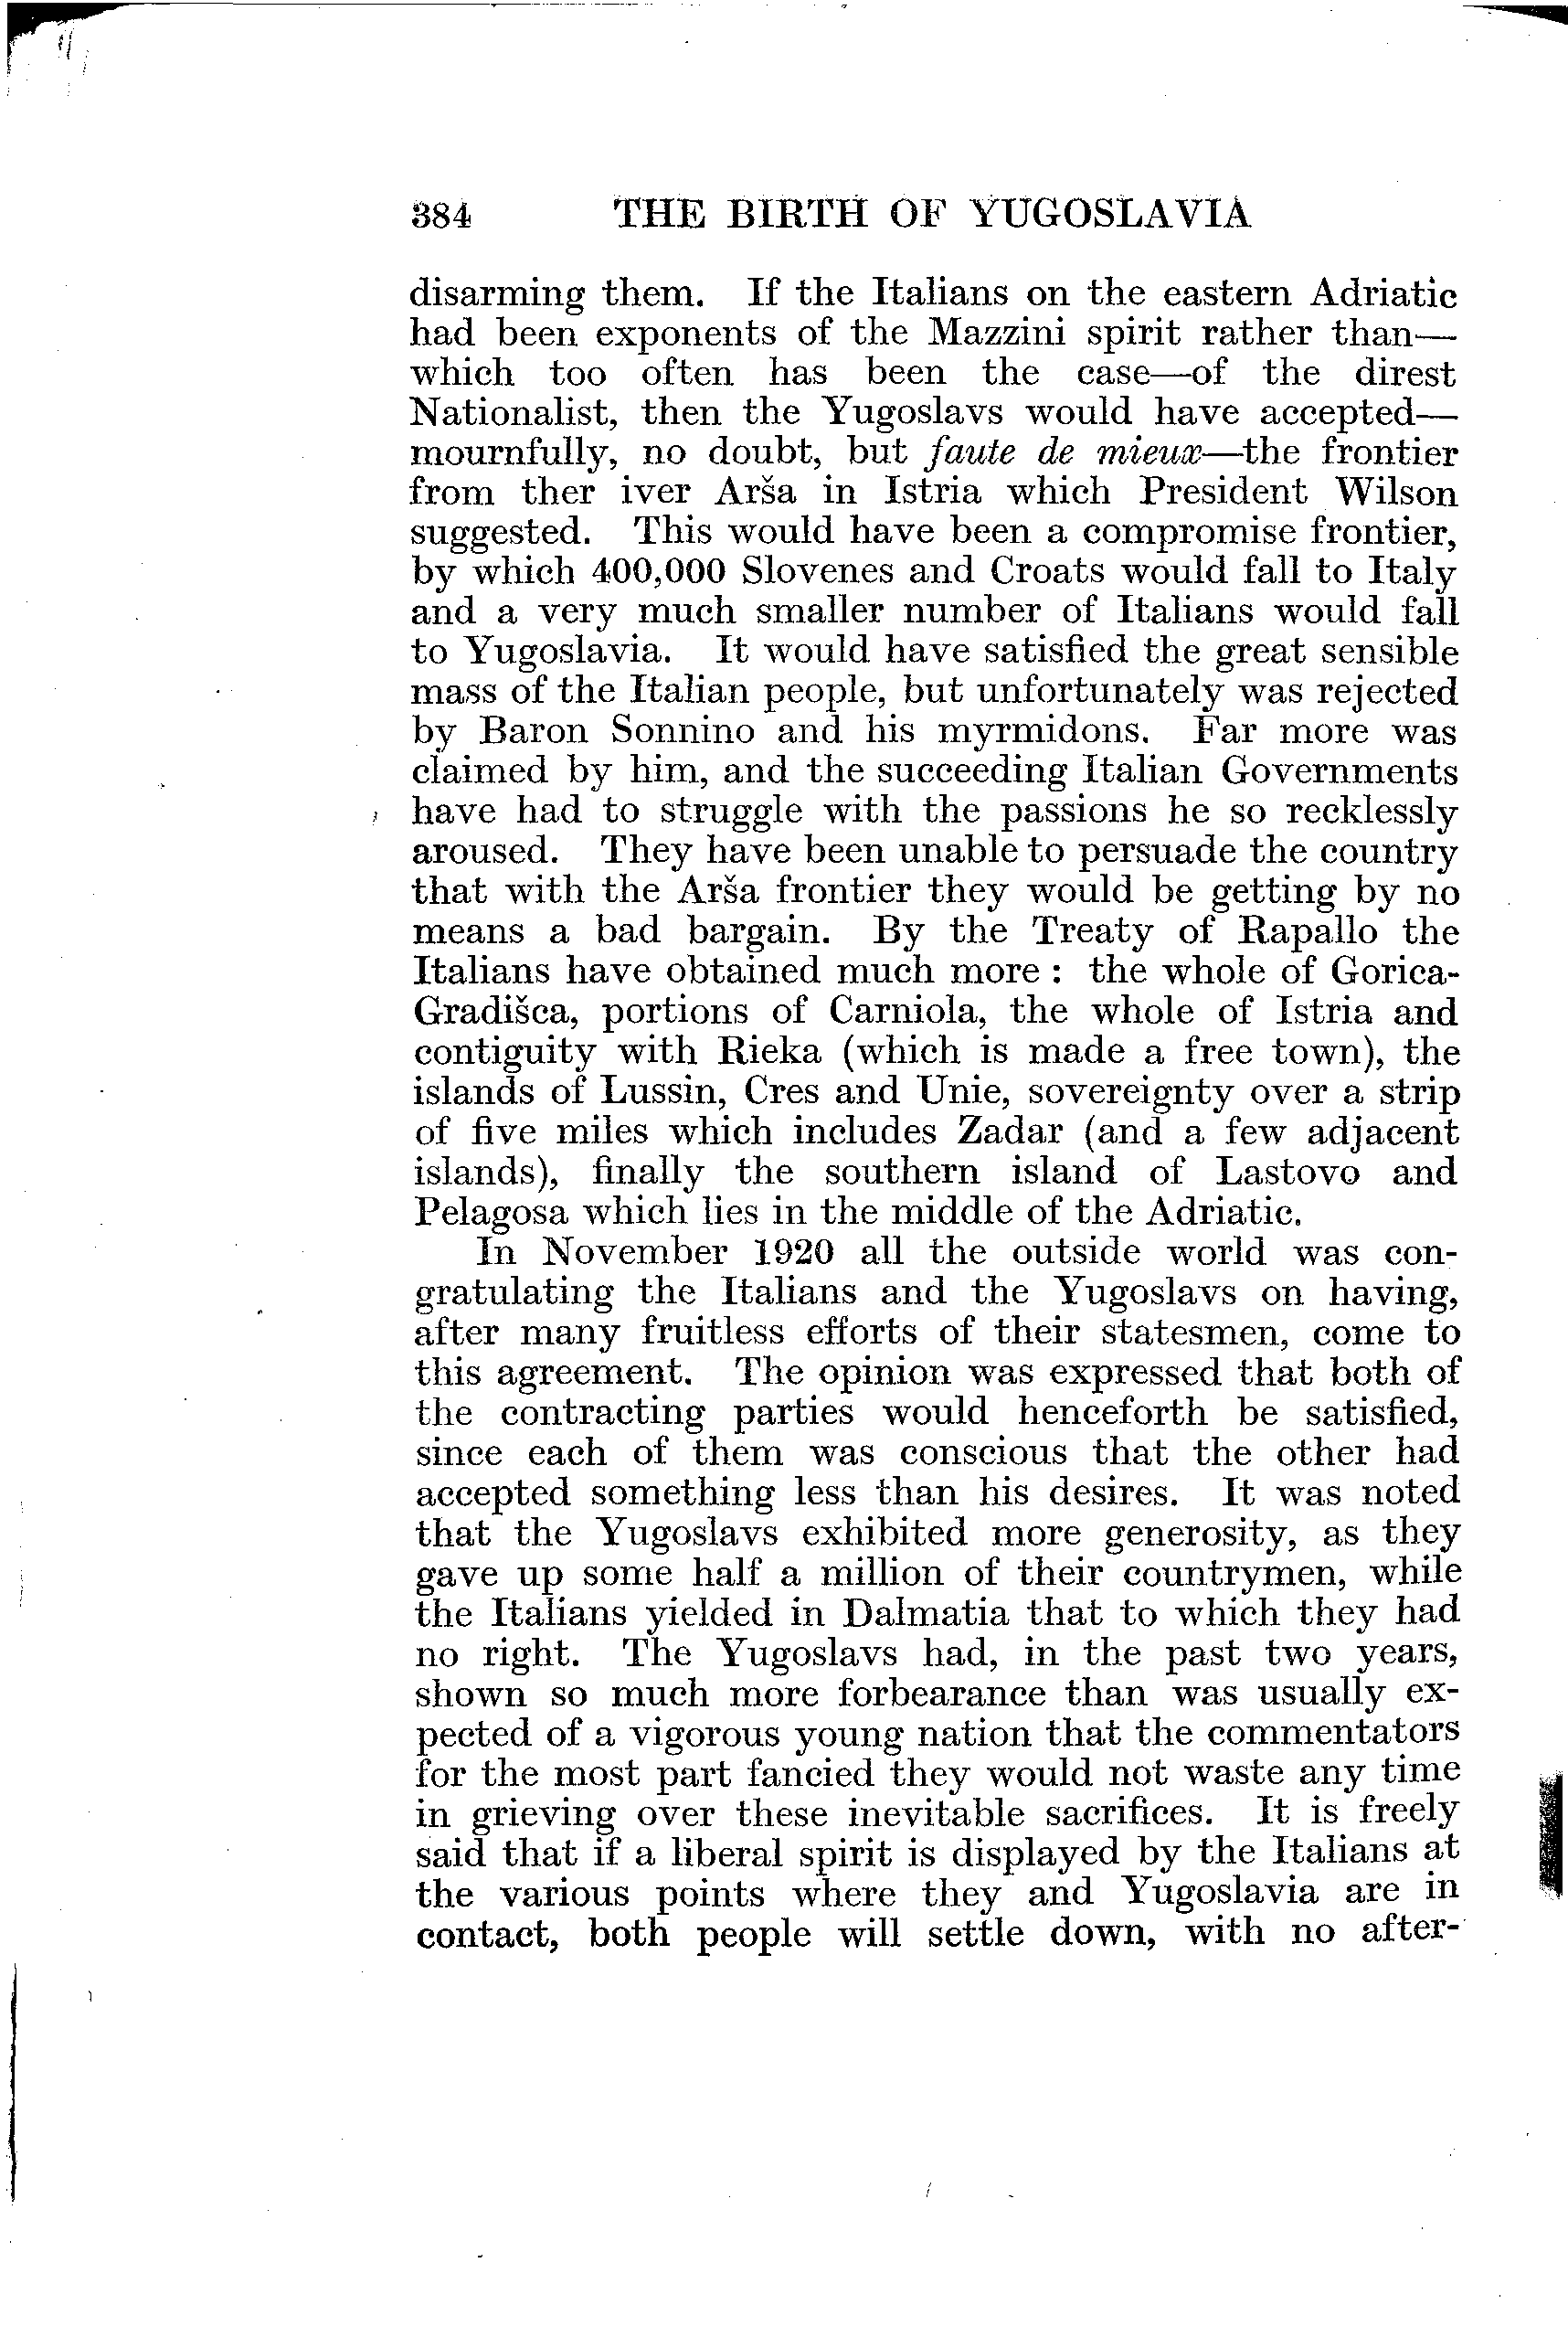 384 THE BIRTH OF YUGOSLAVIA
disarming them. If the Italians on the eastern Adriatic
had been exponents of the Mazzini spirit rather than—
which too often has been the case—of the direst
Nationalist, then the Yugoslavs would have accepted—
mournfully, no doubt, but faute de mieux—the frontier
from ther iver Arša in Istria which President Wilson
suggested. This would have been a compromise frontier,
by which 400,000 Slovenes and Croats would fall to Italy
and a very much smaller number of Italians would fall
to Yugoslavia. It would have satisfied the great sensible
mass of the Italian people, but unfortunately was rejected
by Baron Sonnino and his myrmidons. Far more was
claimed by him, and the succeeding Italian Governments
have had to struggle with the passions he so recklessly
aroused. They have been unable to persuade the country
that with the Arša frontier they would be getting by no
means a bad bargain. By the Treaty of Rapallo the
Italians have obtained much more : the whole of Gorica-
Gradišca, portions of Carniola, the whole of Istria and
contiguity with Rieka (which is made a free town), the
islands of Lussin, Cres and Unie, sovereignty over a strip
of five miles which includes Zadar (and a few adjacent
islands), finally the southern island of Lastovo and
Pelagosa which lies in the middle of the Adriatic.
In November 1920 all the outside world was con-
gratulating the Italians and the Yugoslavs on having,
after many fruitless efforts of their statesmen, come to
this agreement. The opinion was expressed that both of
the contracting parties would henceforth be satisfied,
since each of them was conscious that the other had
accepted something less than his desires. It was noted
that the Yugoslavs exhibited more generosity, as they
gave up some half a million of their countrymen, while
the Italians yielded in Dalmatia that to which they had
no right. The Yugoslavs had, in the past two years,
shown so much more forbearance than was usually ex-
pected of a vigorous young nation that the commentators
for the most part fancied they would not waste any time
in grieving over these inevitable sacrifices. It is freely
said that if a liberal spirit is displayed by the Italians at
the various points where they and Yugoslavia are in
contact, both people will settle down, with no after-